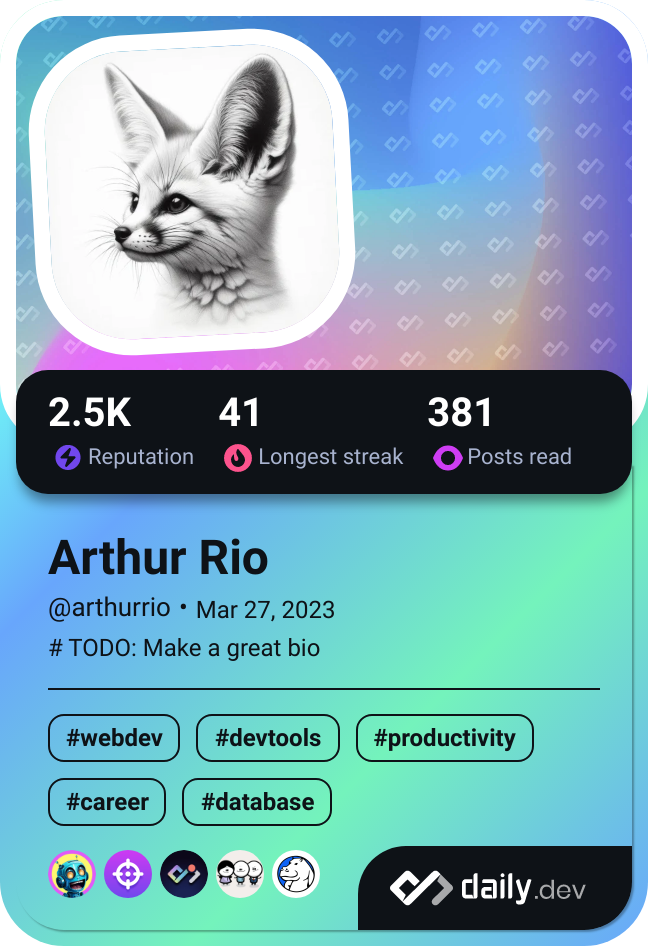 2.5K 41 381
Reputation Longest streak Posts read
Arthur Rio
@arthurrio • Mar 27, 2023
# TODO: Make a great bio
#webdev #devtools #productivity
#career #database
daily.dev